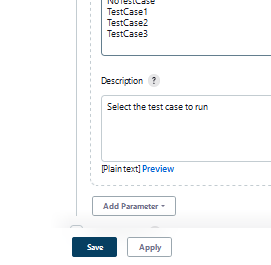 NoTestCase
TestCase1
TestCase2
TestCase3
Description ?
Select the test case to run
[Plain text] Preview
Add Parameter
Save Apply